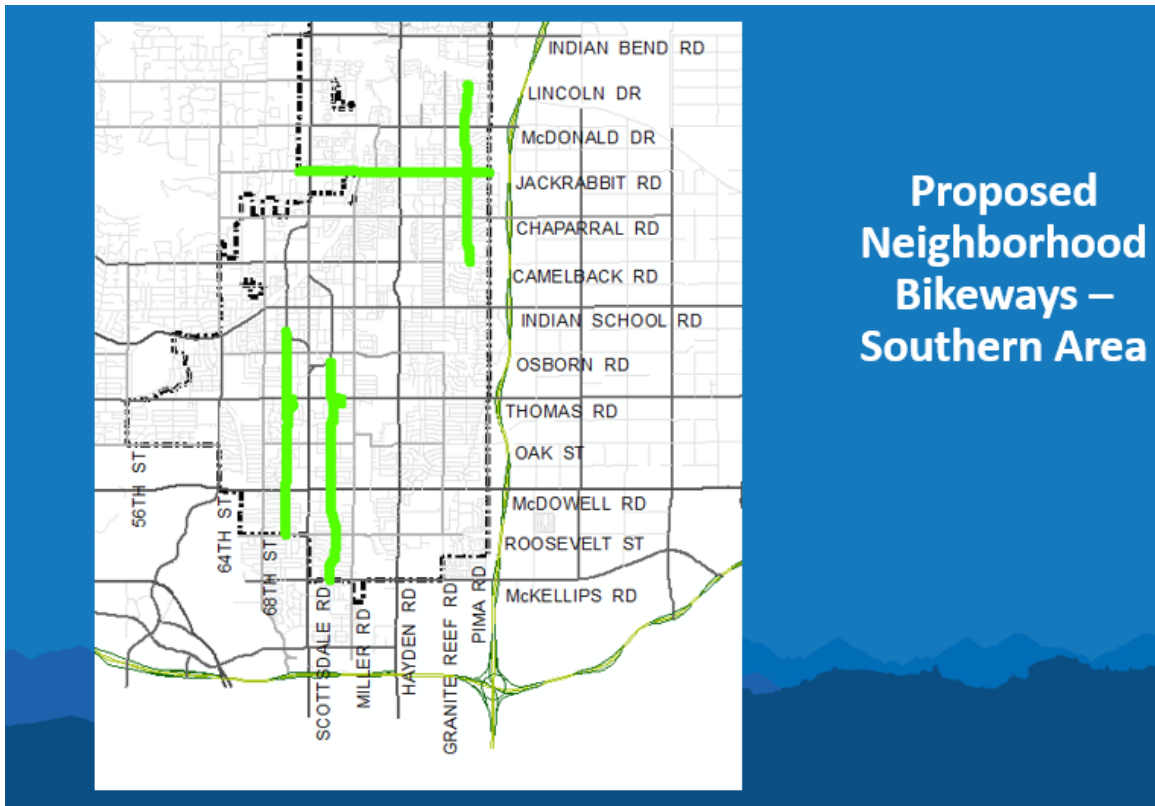 INDIAN BEND RD
LINCOLN DR
McDONALD DR
JACKRABBIT RD
CHAPARRAL RD
CAMELBACK RD
INDIAN SCHOOL RD
OSBORN RD
THOMAS RD
OAK ST
McDOWELL RD
ROOSEVELT ST
McKELLIPS RD
56TH ST
64TH ST
68TH ST
SCOTTSDALE RD
MILLER RD
HAYDEN RD
GRANITE REEF RD
PIMA RD
Proposed
Neighborhood
Bikeways –
Southern Area